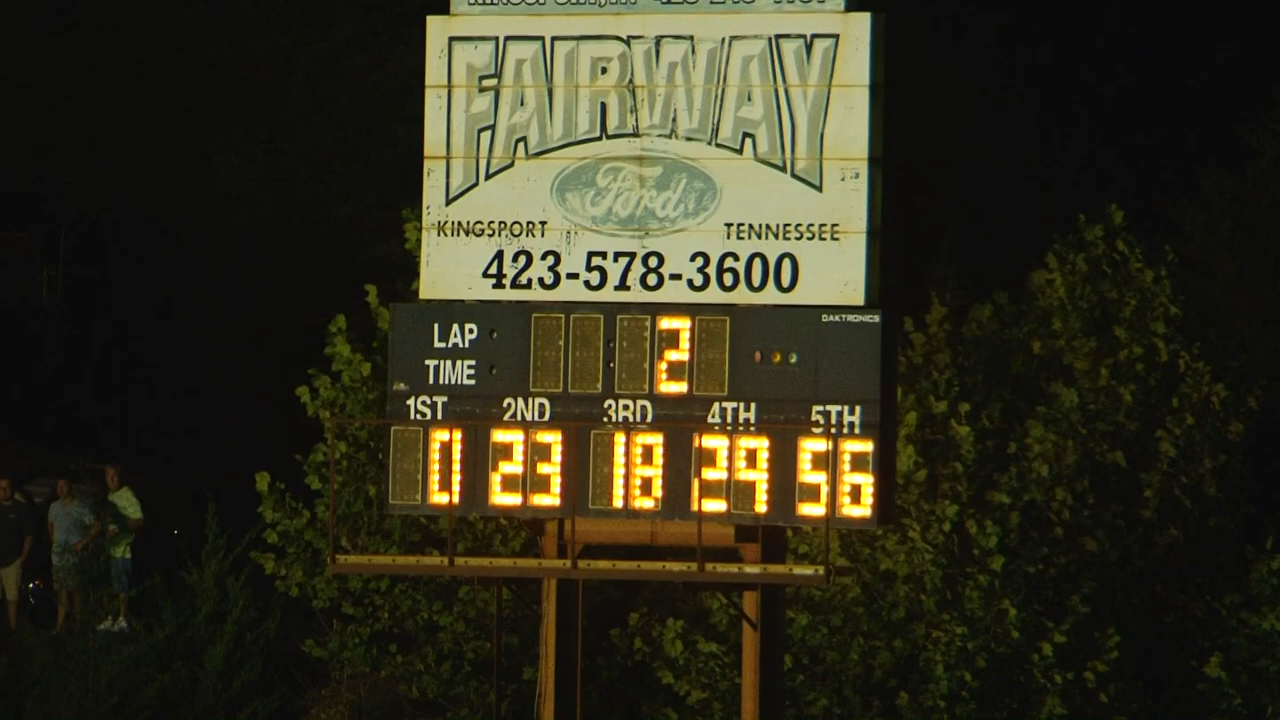 FAIRWAY
Ford
KINGSPORT TENNESSEE
423-578-3600
DAKTRONICS
LAP
TIME
2
1ST 2ND 3RD 4TH 5TH
0 23 18 29 56